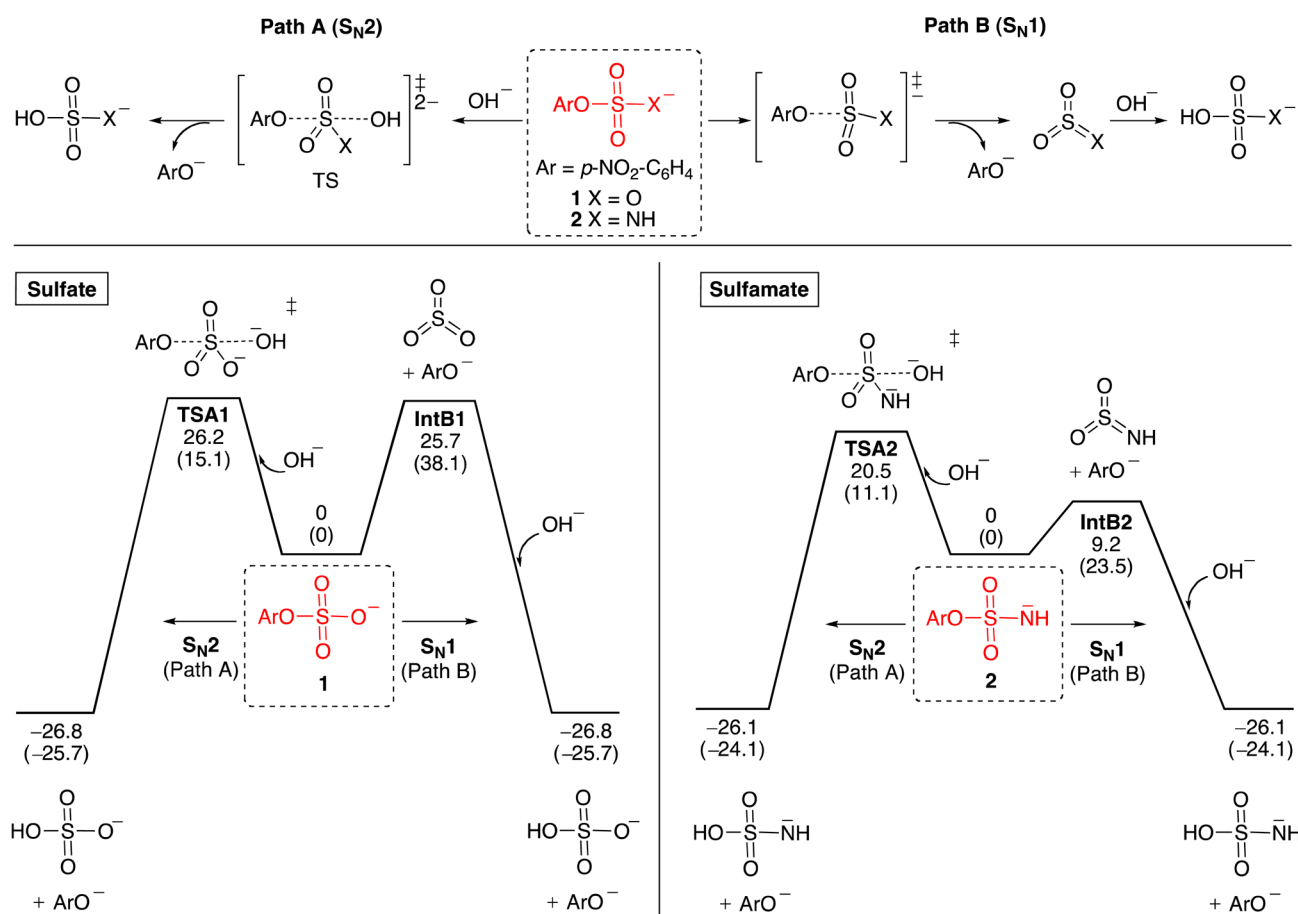 Path A (SN2)
Path B (SN1)
O
HO–S–X−
O
ArO−
O
ArO S OH
O X
‡
2−
TS
OH−
O
ArO–S–X−
O
Ar = p-NO2-C6H4
1 X = O
2 X = NH
O
ArO S X
O
‡
−
ArO−
O
S
O X
OH−
O
HO–S–X−
O
Sulfate
O
ArO S −OH
O O−
‡
TSA1
26.2
(15.1)
OH−
0
(0)
O
S
O O
+ ArO−
IntB1
25.7
(38.1)
OH−
O
ArO–S–O−
O
1
SN2
(Path A)
SN1
(Path B)
−26.8
(−25.7)
−26.8
(−25.7)
O
HO–S–O−
O
+ ArO−
O
HO–S–O−
O
+ ArO−
Sulfamate
O
ArO S −OH
O NH−
‡
TSA2
20.5
(11.1)
OH−
0
(0)
O
S
O NH
+ ArO−
IntB2
9.2
(23.5)
OH−
O
ArO–S–NH−
O
2
SN2
(Path A)
SN1
(Path B)
−26.1
(−24.1)
−26.1
(−24.1)
O
HO–S–NH−
O
+ ArO−
O
HO–S–NH−
O
+ ArO−